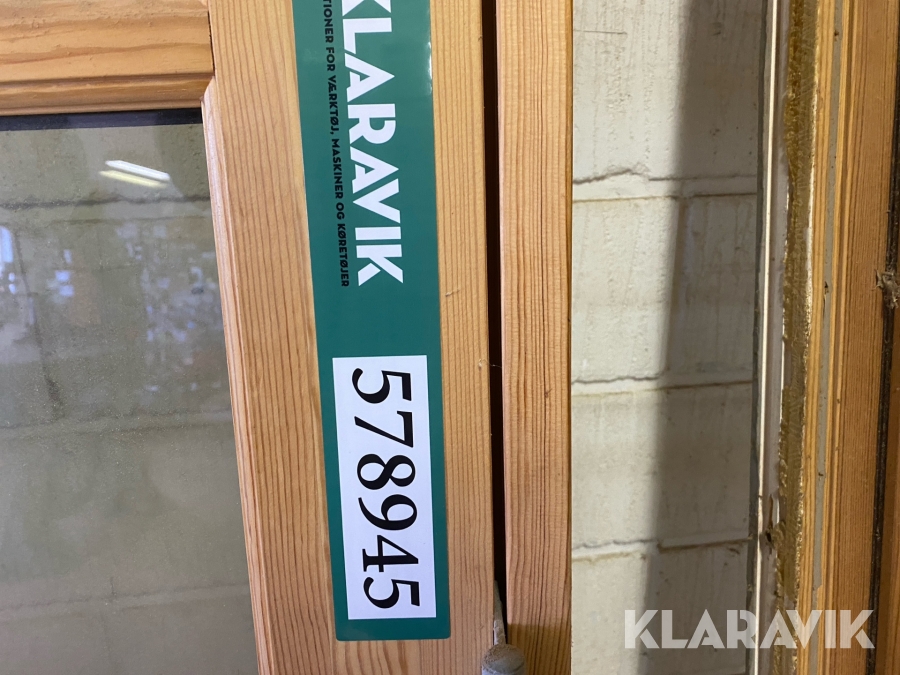 KLARAVIK
FOR VÆRKTØJ, MASKINER OG KØRETØJER
578945
KLARAVIK